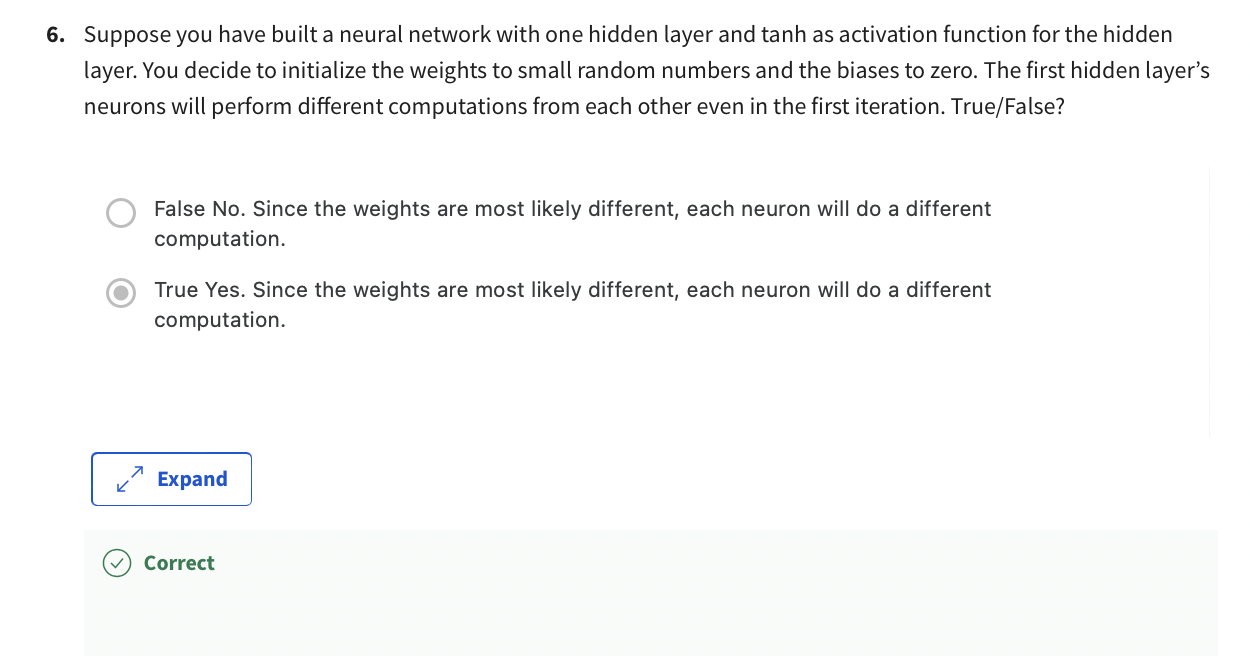 6. Suppose you have built a neural network with one hidden layer and tanh as activation function for the hidden
layer. You decide to initialize the weights to small random numbers and the biases to zero. The first hidden layer's
neurons will perform different computations from each other even in the first iteration. True/False?
False No. Since the weights are most likely different, each neuron will do a different
computation.
True Yes. Since the weights are most likely different, each neuron will do a different
computation.
Expand
Correct